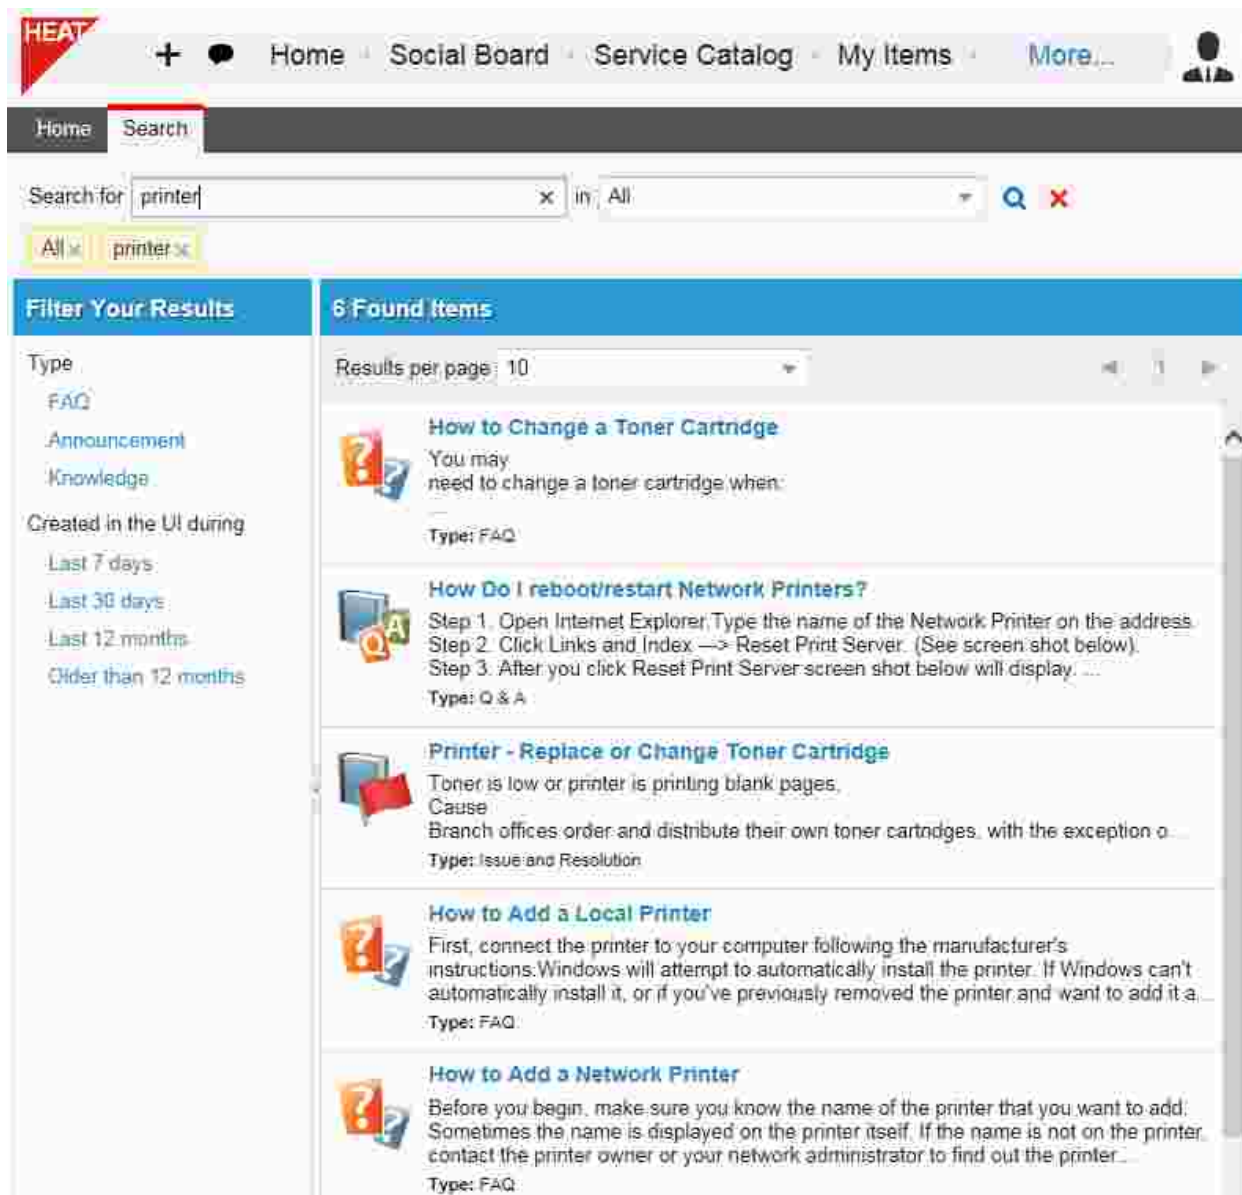 HEAT
Home Social Board Service Catalog My Items More...
Home Search
Search for printer in All
All printer
Filter Your Results
Type
FAQ
Announcement
Knowledge
Created in the UI during
Last 7 days
Last 30 days
Last 12 months
Older than 12 months
6 Found Items
Results per page 10 1
How to Change a Toner Cartridge
You may
need to change a toner cartridge when:
...
Type: FAQ
How Do I reboot/restart Network Printers?
Step 1. Open Internet Explorer.Type the name of the Network Printer on the address
Step 2. Click Links and Index —> Reset Print Server. (See screen shot below).
Step 3. After you click Reset Print Server screen shot below will display. ...
Type: Q & A
Printer - Replace or Change Toner Cartridge
Toner is low or printer is printing blank pages.
Cause
Branch offices order and distribute their own toner cartridges, with the exception o...
Type: Issue and Resolution
How to Add a Local Printer
First, connect the printer to your computer following the manufacturer's
instructions.Windows will attempt to automatically install the printer. If Windows can't
automatically install it, or if you've previously removed the printer and want to add it a...
Type: FAQ
How to Add a Network Printer
Before you begin, make sure you know the name of the printer that you want to add.
Sometimes the name is displayed on the printer itself. If the name is not on the printer,
contact the printer owner or your network administrator to find out the printer...
Type: FAQ